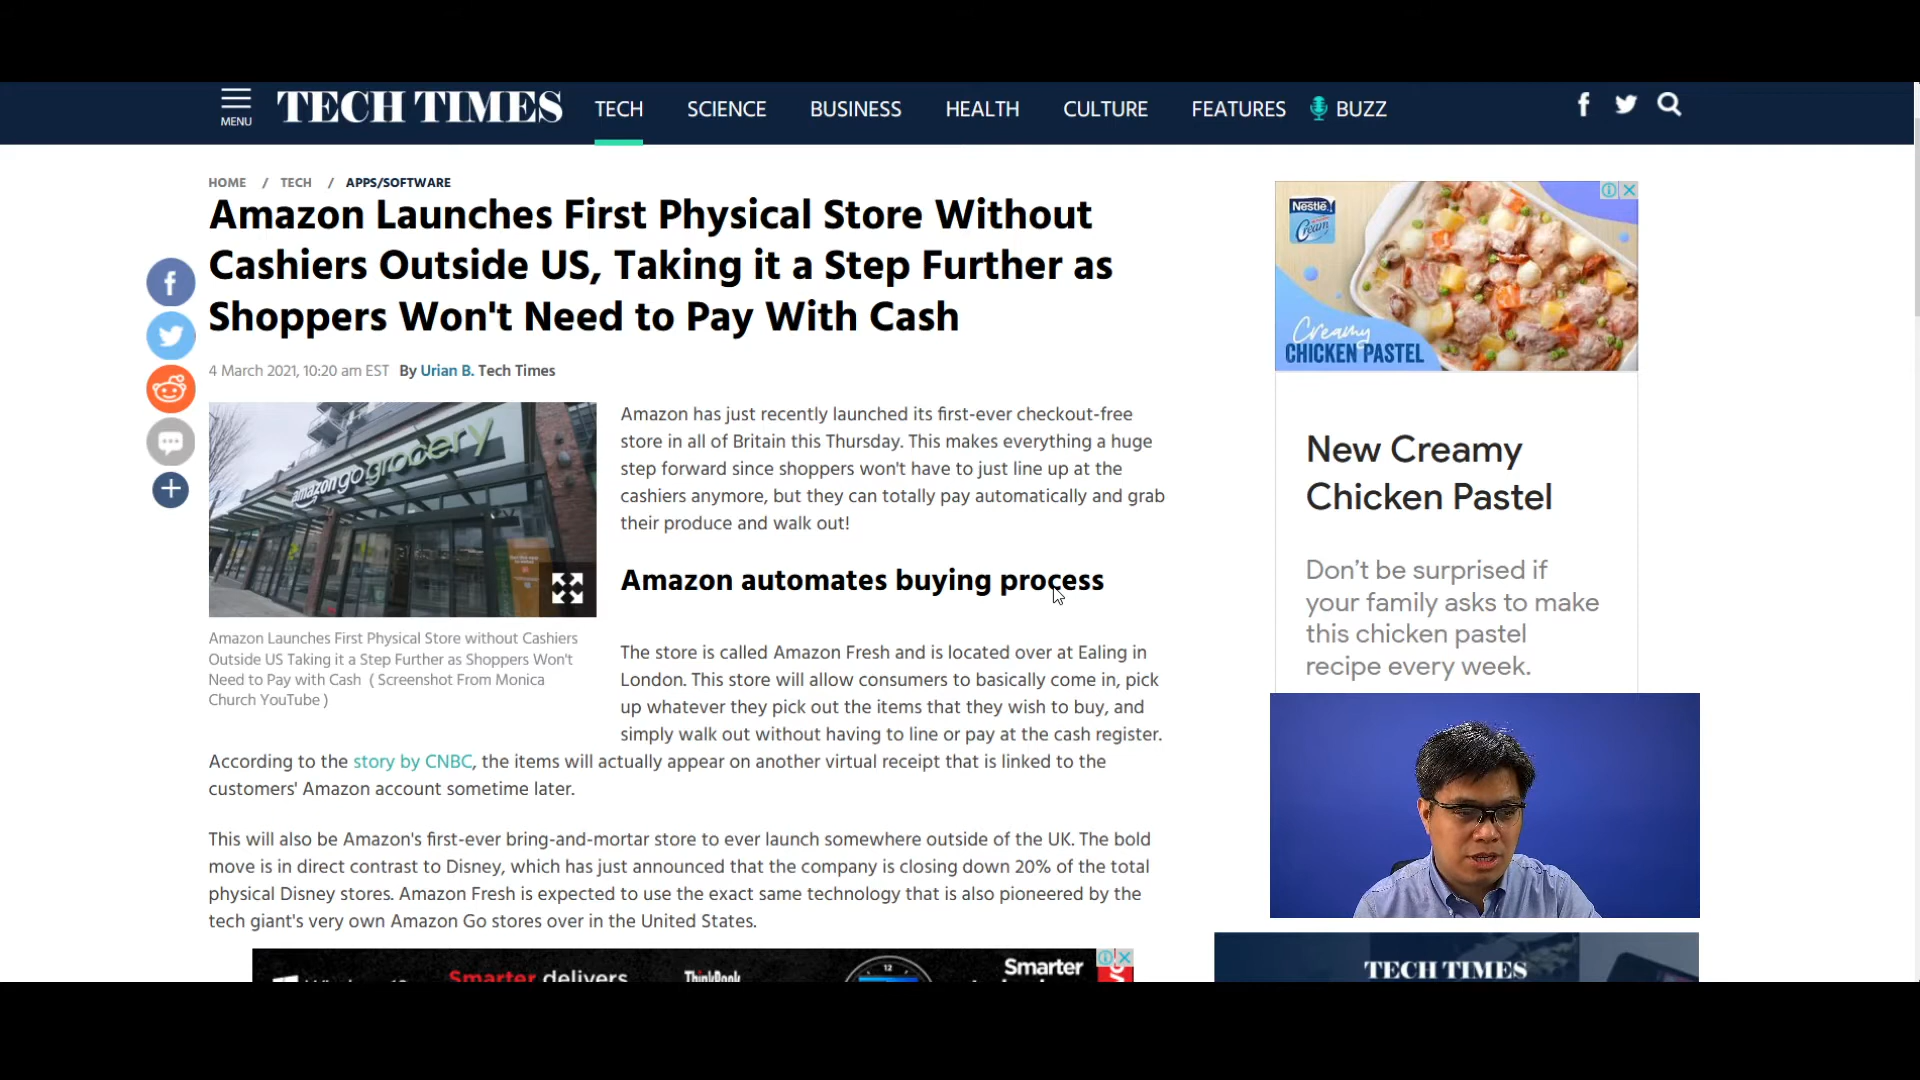 MENU
TECH TIMES
TECH
SCIENCE
BUSINESS
HEALTH
CULTURE
FEATURES
BUZZ
HOME / TECH / APPS/SOFTWARE
Amazon Launches First Physical Store Without
Cashiers Outside US, Taking it a Step Further as
Shoppers Won't Need to Pay With Cash
4 March 2021, 10:20 am EST By Urian B. Tech Times
amazon go grocery
Amazon Launches First Physical Store without Cashiers
Outside US Taking it a Step Further as Shoppers Won't
Need to Pay with Cash ( Screenshot From Monica
Church YouTube )
Amazon has just recently launched its first-ever checkout-free
store in all of Britain this Thursday. This makes everything a huge
step forward since shoppers won't have to just line up at the
cashiers anymore, but they can totally pay automatically and grab
their produce and walk out!
Amazon automates buying process
The store is called Amazon Fresh and is located over at Ealing in
London. This store will allow consumers to basically come in, pick
up whatever they pick out the items that they wish to buy, and
simply walk out without having to line or pay at the cash register.
According to the story by CNBC, the items will actually appear on another virtual receipt that is linked to the
customers' Amazon account sometime later.
This will also be Amazon's first-ever bring-and-mortar store to ever launch somewhere outside of the UK. The bold
move is in direct contrast to Disney, which has just announced that the company is closing down 20% of the total
physical Disney stores. Amazon Fresh is expected to use the exact same technology that is also pioneered by the
tech giant's very own Amazon Go stores over in the United States.
Smarter delivers
ThinkBook
12
Smarter
Nestlé
Cream
Creamy
CHICKEN PASTEL
New Creamy
Chicken Pastel
Don't be surprised if
your family asks to make
this chicken pastel
recipe every week.
TECH TIMES